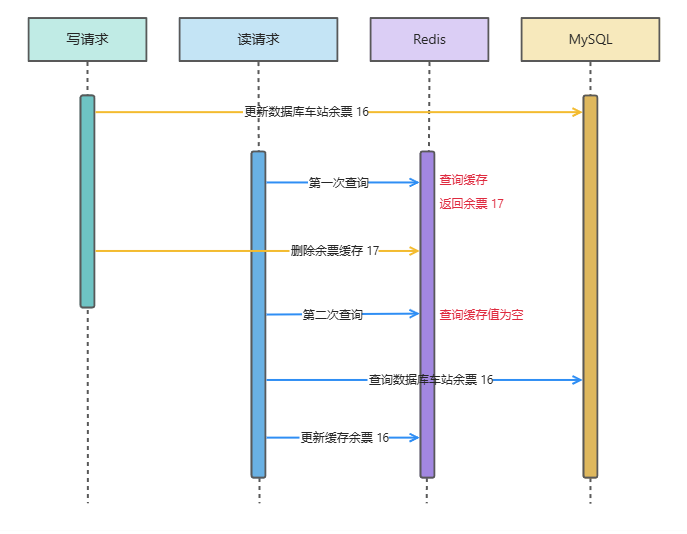 写请求
读请求
Redis
MySQL
更新数据库车站余票 16
第一次查询
查询缓存
返回余票 17
删除余票缓存 17
第二次查询
查询缓存值为空
查询数据库车站余票 16
更新缓存余票 16